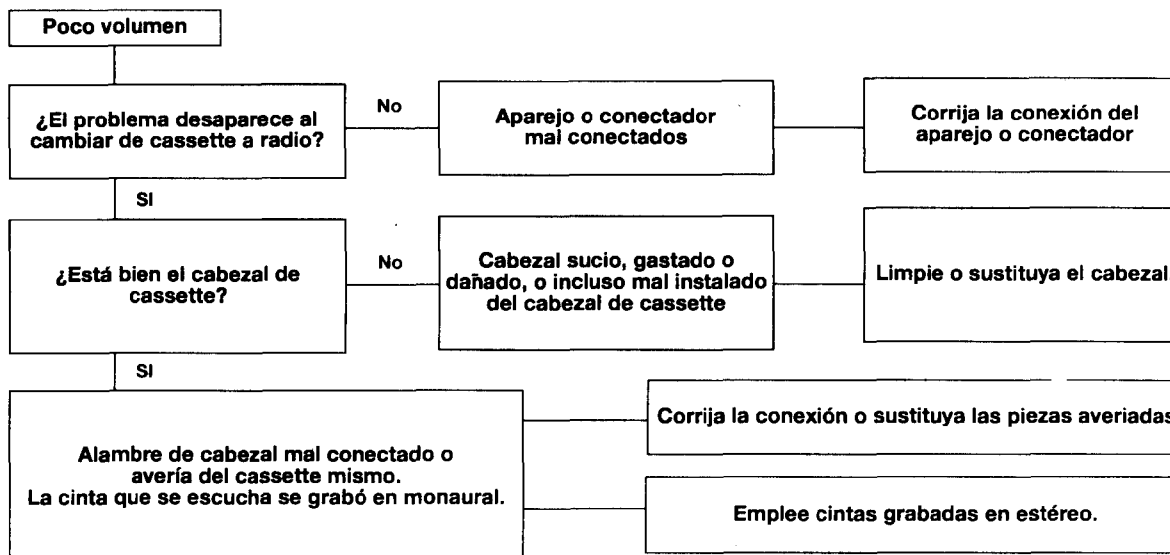 Poco volumen
¿El problema desaparece al
cambiar de cassette a radio?
No
Aparejo o conectador
mal conectados
Corrija la conexión del
aparejo o conectador
SI
¿Está bien el cabezal de
cassette?
No
Cabezal sucio, gastado o
dañado, o incluso mal instalado
del cabezal de cassette
Limpie o sustituya el cabezal
SI
Alambre de cabezal mal conectado o
avería del cassette mismo.
La cinta que se escucha se grabó en monaural.
Corrija la conexión o sustituya las piezas averiadas
Emplee cintas grabadas en estéreo.